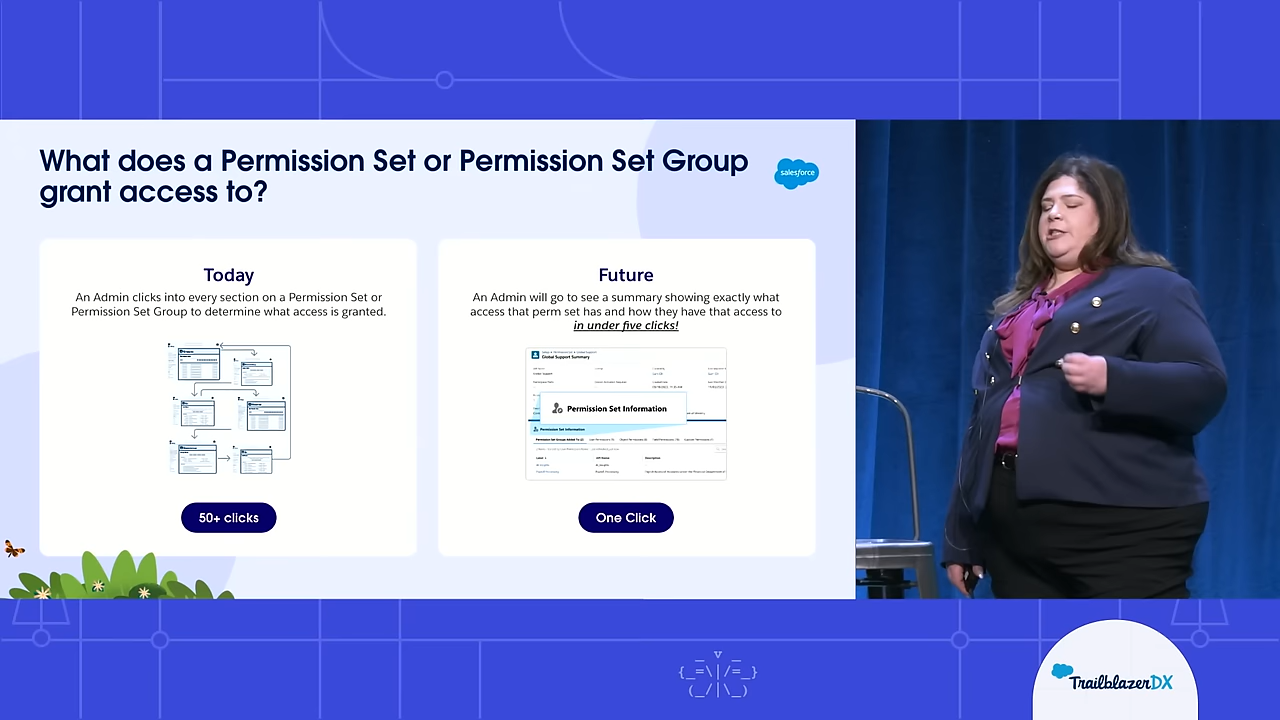 What does a Permission Set or Permission Set Group
grant access to?
salesforce
Today
An Admin clicks into every section on a Permission Set or
Permission Set Group to determine what access is granted.
50+ clicks
Future
An Admin will go to see a summary showing exactly what
access that perm set has and how they have that access to
in under five clicks!
Global Support Summary
Permission Set Information
Permission Set Information
One Click
TrailblazerDX